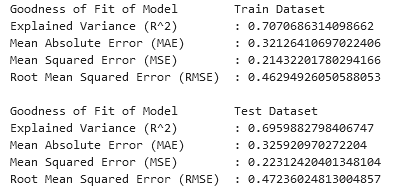 Goodness of Fit of Model Train Dataset
Explained Variance (R^2) : 0.7070686314098662
Mean Absolute Error (MAE) : 0.32126410697022406
Mean Squared Error (MSE) : 0.21432201780294166
Root Mean Squared Error (RMSE) : 0.46294926050588053
Goodness of Fit of Model Test Dataset
Explained Variance (R^2) : 0.6959882798406747
Mean Absolute Error (MAE) : 0.325920970272204
Mean Squared Error (MSE) : 0.22312420401348104
Root Mean Squared Error (RMSE) : 0.47236024813004857